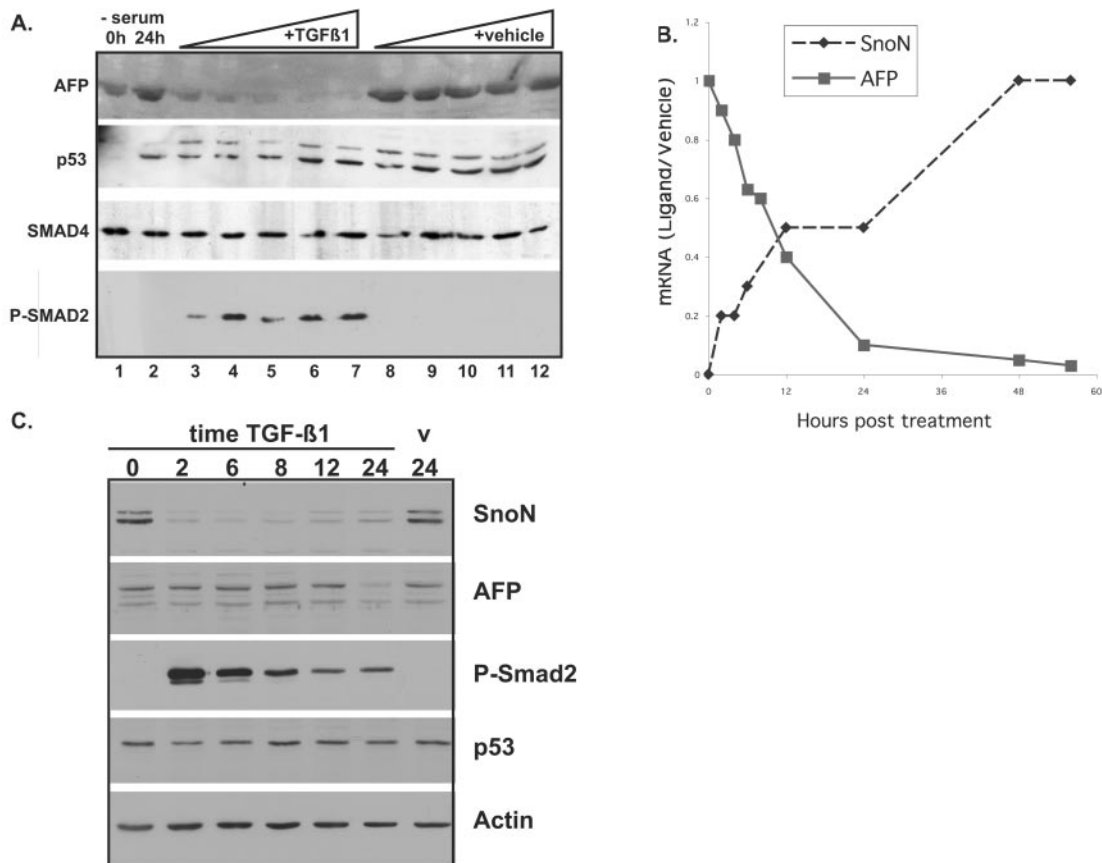 A.
- serum
0h 24h
+TGFß1
+vehicle
AFP
p53
SMAD4
P-SMAD2
1 2 3 4 5 6 7 8 9 10 11 12
B.
SnoN
AFP
mRNA (Ligand/Vehicle)
1.2
1
0.8
0.6
0.4
0.2
0
0 12 24 36 48 60
Hours post treatment
C.
time TGF-ß1
v
0 2 6 8 12 24 24
SnoN
AFP
P-Smad2
p53
Actin